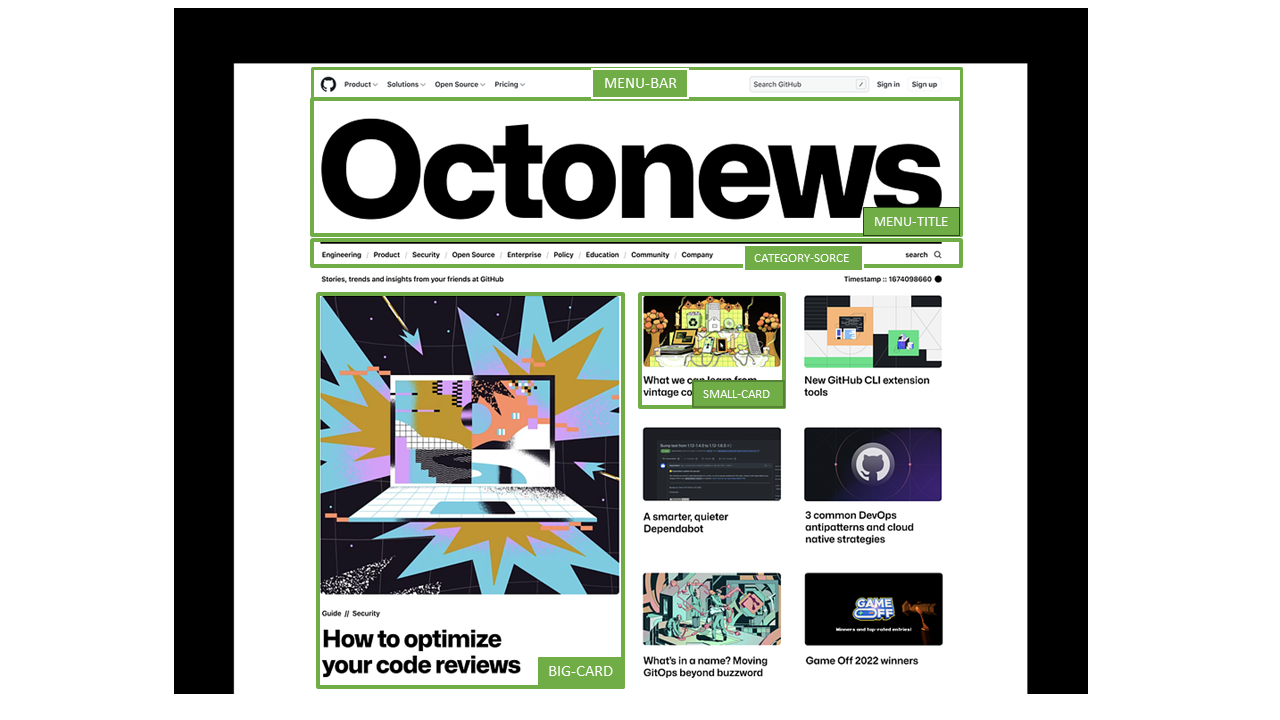 Product Solutions Open Source Pricing MENU-BAR Search GitHub / Sign in Sign up
Octonews
MENU-TITLE
Engineering / Product / Security / Open Source / Enterprise / Policy / Education / Community / Company search
CATEGORY-SORCE
Stories, trends and insights from your friends at GitHub Timestamp :: 1674098660
What we can learn from
vintage co
SMALL-CARD
New GitHub CLI extension
tools
A smarter, quieter
Dependabot
3 common DevOps
antipatterns and cloud
native strategies
Guide // Security
How to optimize
your code reviews
BIG-CARD
What's in a name? Moving
GitOps beyond buzzword
GAME
OFF
Winners and top-rated entries!
Game Off 2022 winners